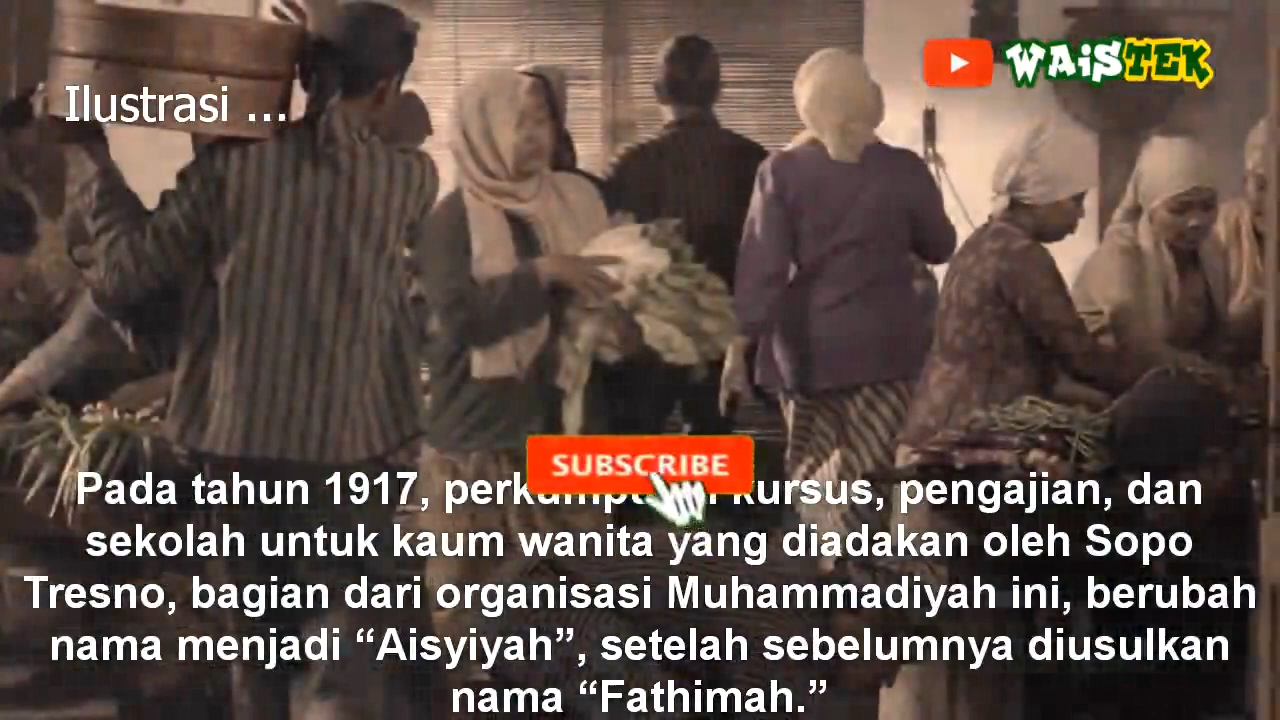 WAISTEK
Ilustrasi ...
SUBSCRIBE
Pada tahun 1917, kursus, pengajian, dan
sekolah untuk kaum wanita yang diadakan oleh Sopo
Tresno, bagian dari organisasi Muhammadiyah ini, berubah
nama menjadi “Aisyiyah”, setelah sebelumnya diusulkan
nama “Fathimah.”